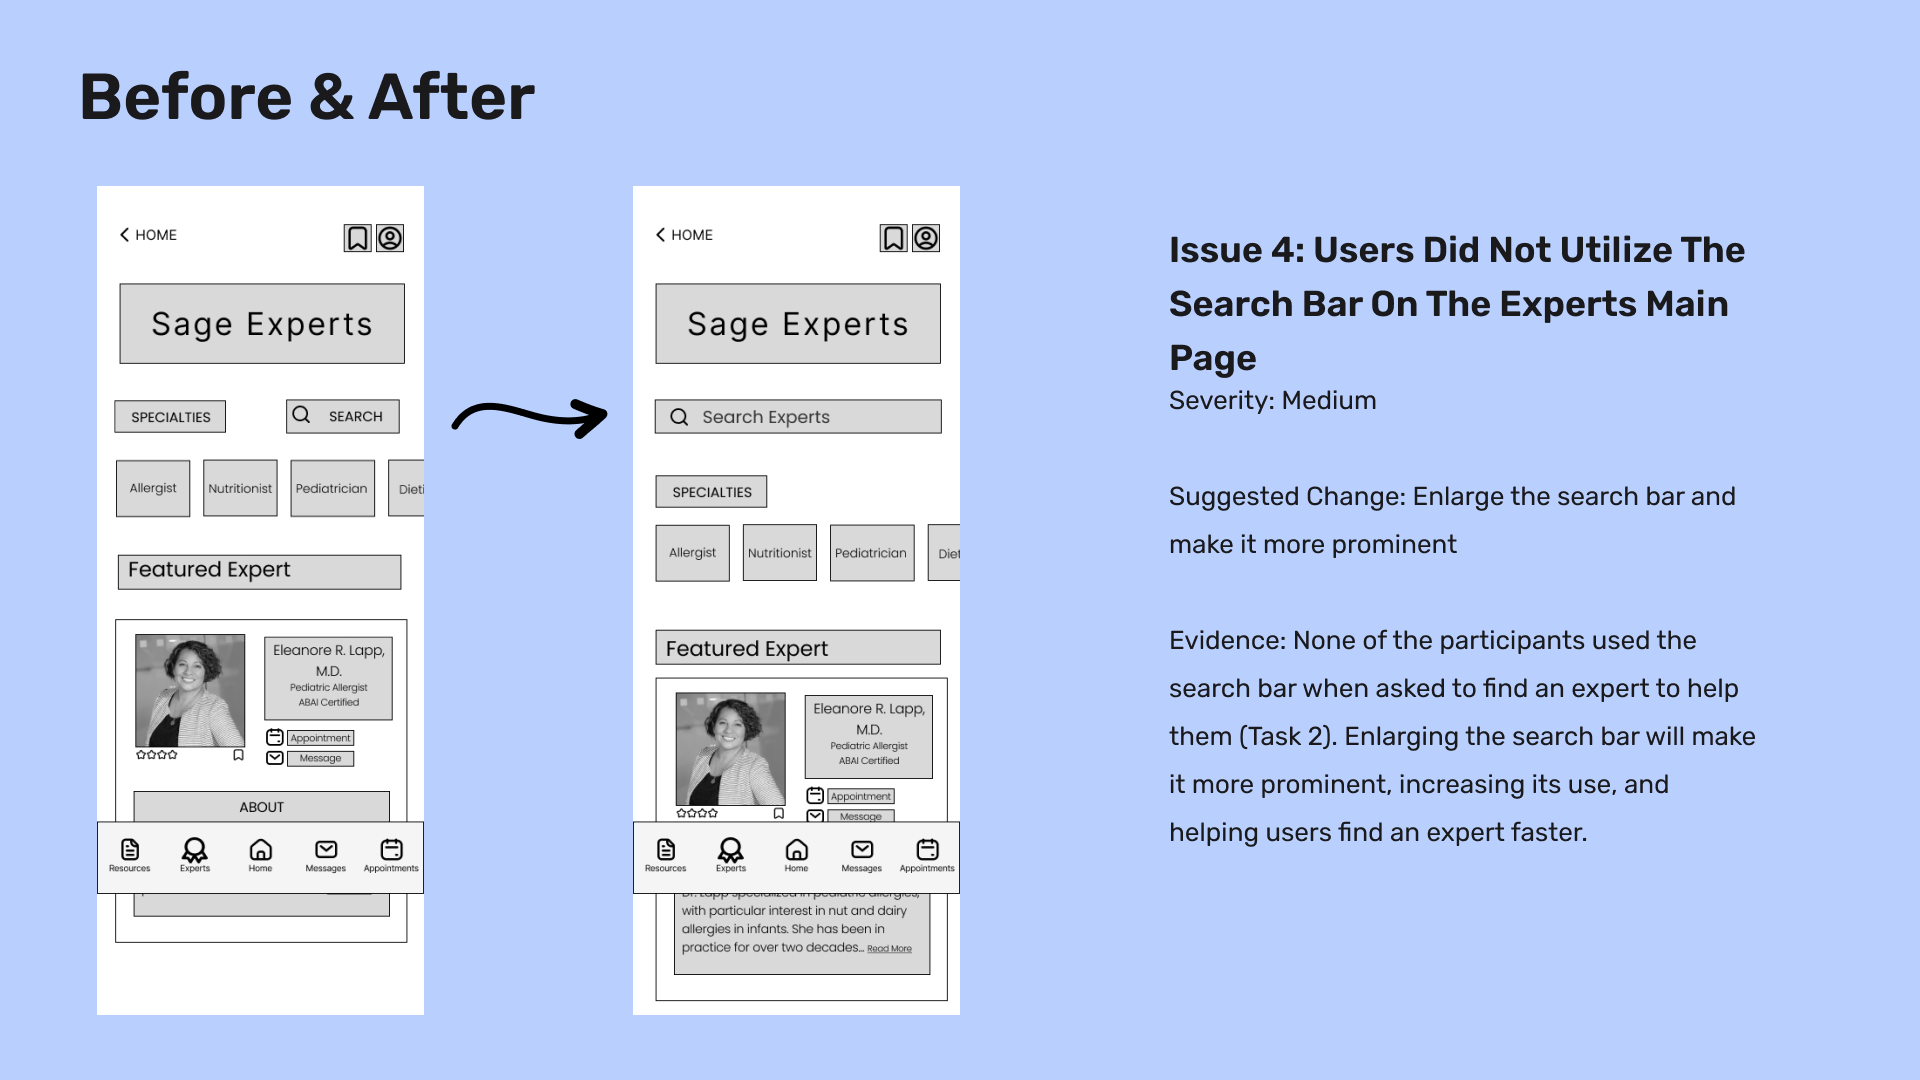 Before & After
HOME
Sage Experts
SPECIALTIES
SEARCH
Allergist
Nutritionist
Pediatrician
Featured Expert
Eleanore R. Lapp,
M.D.
Pediatric Allergist
ABAI Certified
Appointment
Message
ABOUT
Resources
Experts
Home
Messages
Appointments
HOME
Sage Experts
Search Experts
SPECIALTIES
Allergist
Nutritionist
Pediatrician
Featured Expert
Eleanore R. Lapp,
M.D.
Pediatric Allergist
ABAI Certified
Appointment
Message
Resources
Experts
Home
Messages
Appointments
Dr. Lapp specialized in pediatric allergies,
with particular interest in nut and dairy
allergies in infants. She has been in
practice for over two decades... Read More
Issue 4: Users Did Not Utilize The
Search Bar On The Experts Main
Page
Severity: Medium
Suggested Change: Enlarge the search bar and
make it more prominent
Evidence: None of the participants used the
search bar when asked to find an expert to help
them (Task 2). Enlarging the search bar will make
it more prominent, increasing its use, and
helping users find an expert faster.